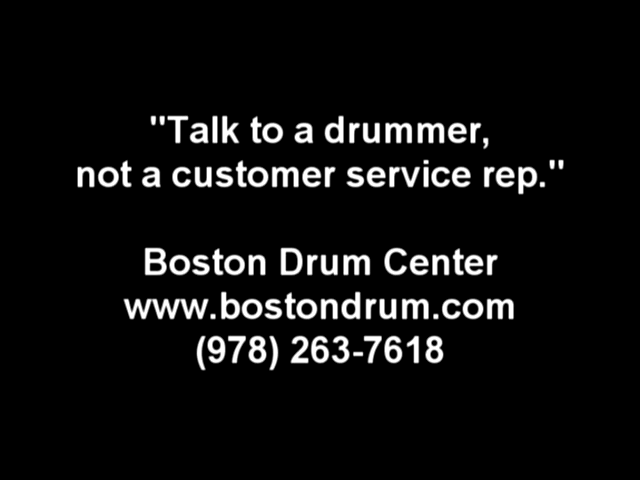 "Talk to a drummer,
not a customer service rep."
Boston Drum Center
www.bostondrum.com
(978) 263-7618